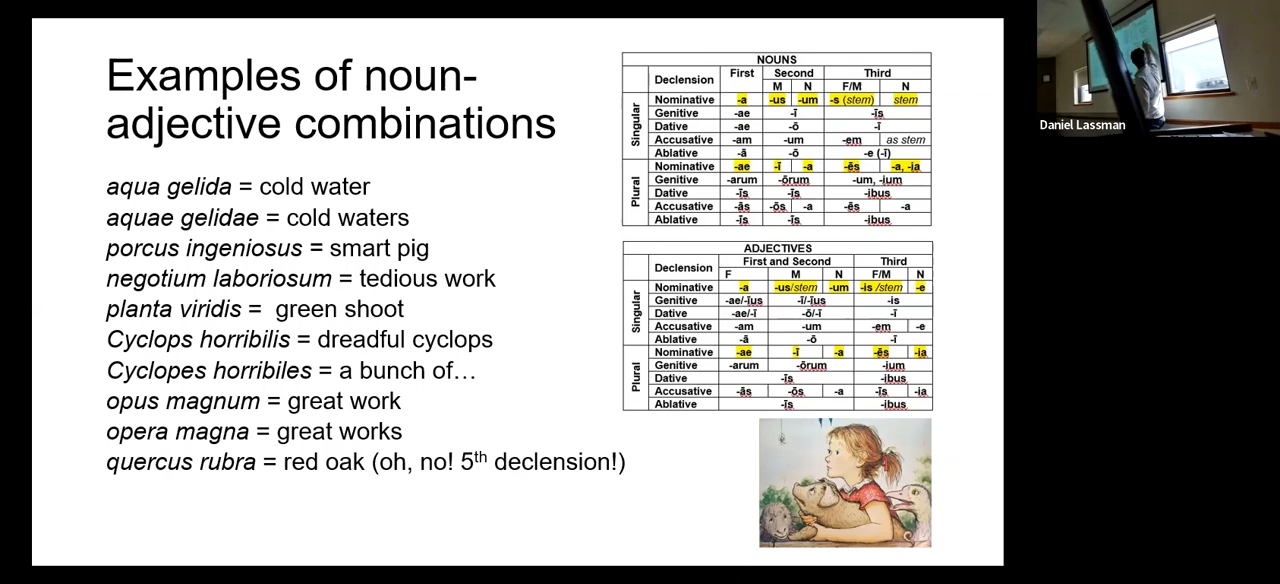 Examples of noun-
adjective combinations
aqua gelida = cold water
aquae gelidae = cold waters
porcus ingeniosus = smart pig
negotium laboriosum = tedious work
planta viridis = green shoot
Cyclops horribilis = dreadful cyclops
Cyclopes horribiles = a bunch of…
opus magnum = great work
opera magna = great works
quercus rubra = red oak (oh, no! 5th declension!)
NOUNS
Declension First Second Third
M N F/M N
Singular
Nominative -a -us -um -s (stem) stem
Genitive -ae -ī -īs
Dative -ae -ō -ī
Accusative -am -um -em as stem
Ablative -ā -ō -e (-ī)
Plural
Nominative -ae -ī -a -ēs -a, -ia
Genitive -arum -ōrum -um, -ium
Dative -īs -īs -ibus
Accusative -ās -ōs -a -ēs -a
Ablative -īs -īs -ibus
ADJECTIVES
Declension First and Second Third
F M N F/M N
Singular
Nominative -a -us/stem -um -is /stem -e
Genitive -ae/-īus -ī/-īus -is
Dative -ae/-ī -ō/-ī -ī
Accusative -am -um -em -e
Ablative -ā -ō -ī
Plural
Nominative -ae -ī -a -ēs -ia
Genitive -arum -ōrum -ium
Dative -īs -ibus
Accusative -ās -ōs -a -īs -ia
Ablative -īs -ibus
Daniel Lassman